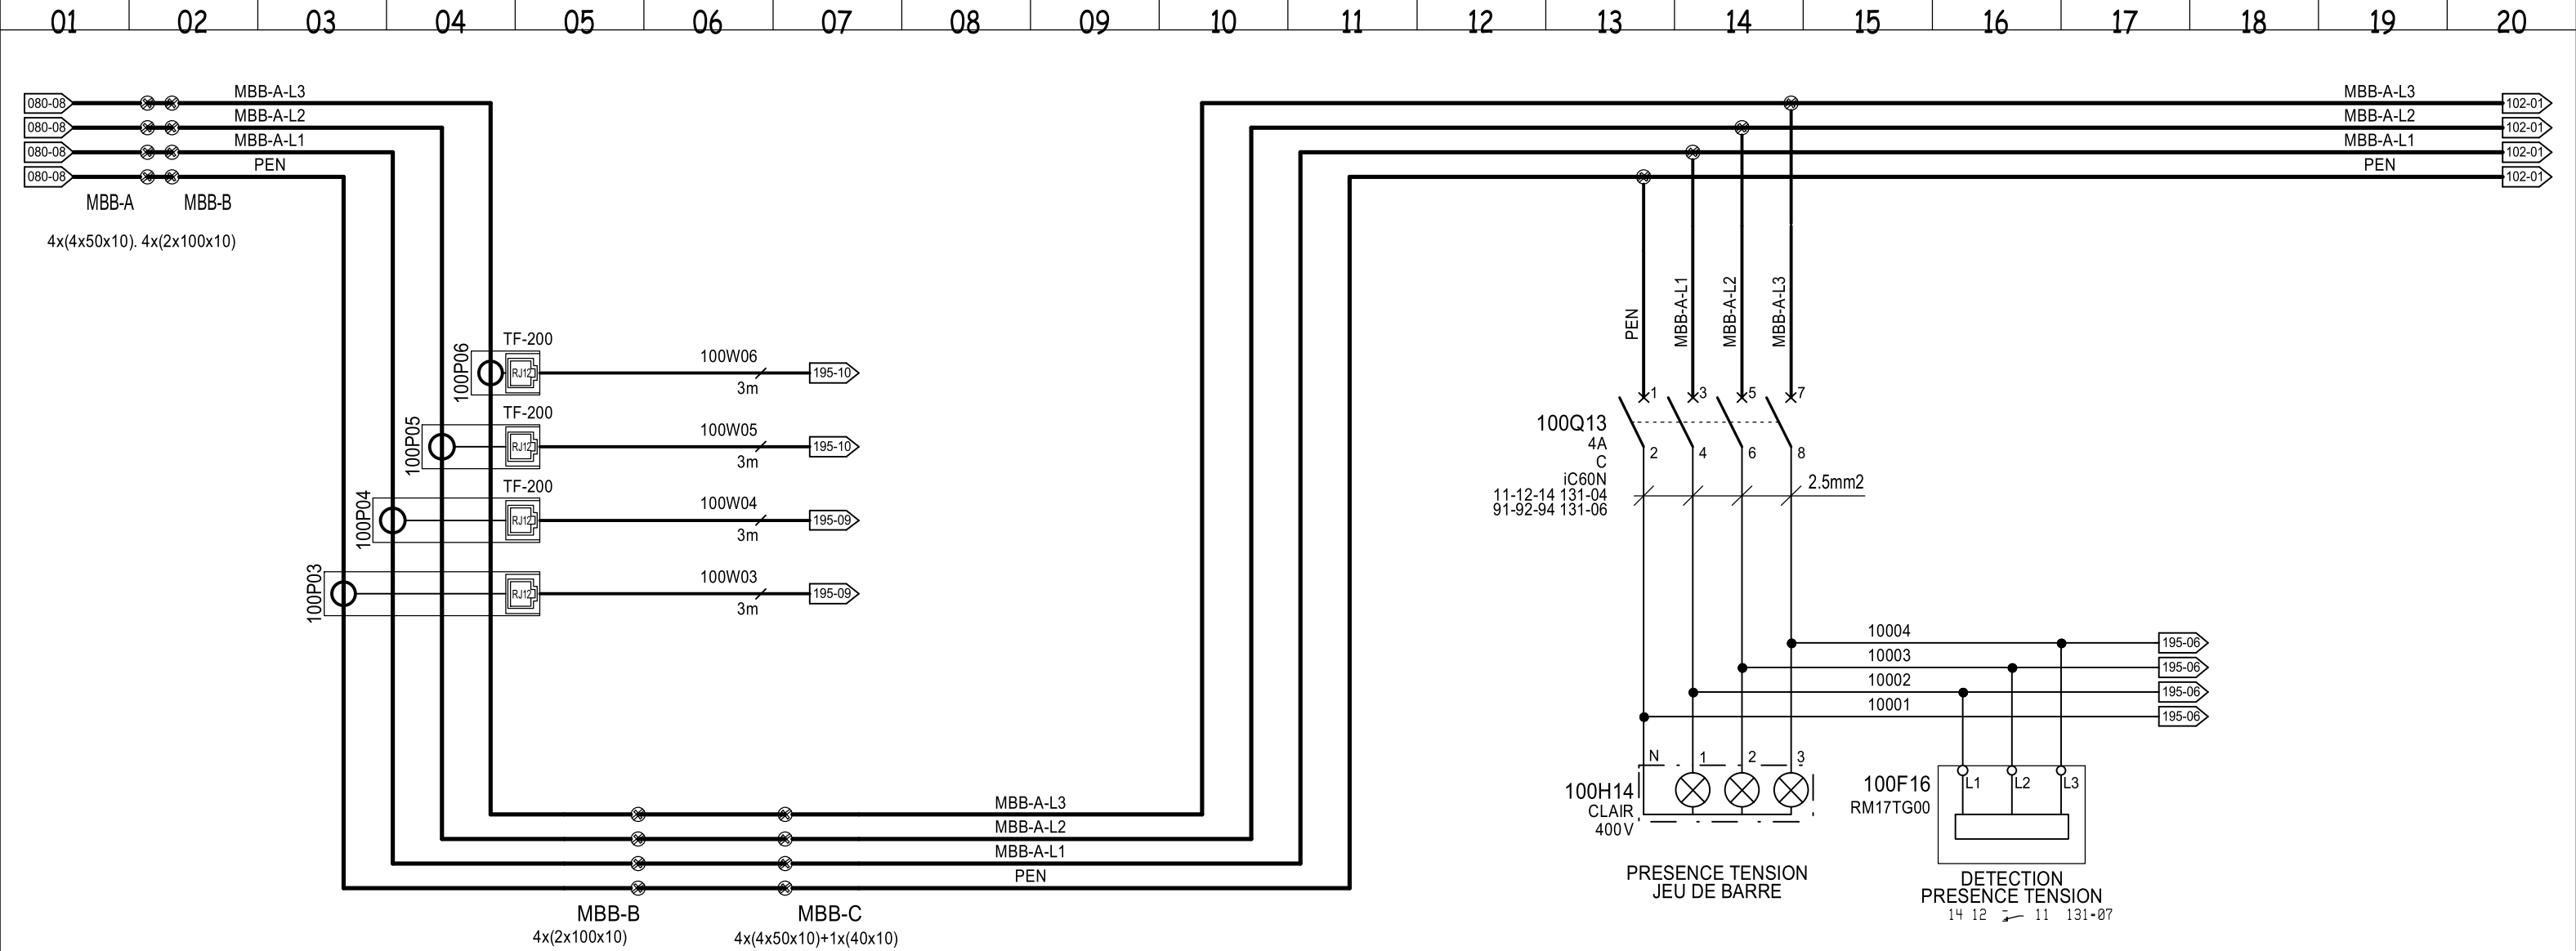 01 02 03 04 05 06 07 08 09 10 11 12 13 14 15 16 17 18 19 20
080-08 MBB-A-L3 MBB-A-L3 102-01
080-08 MBB-A-L2 MBB-A-L2 102-01
080-08 MBB-A-L1 MBB-A-L1 102-01
080-08 PEN PEN 102-01
MBB-A MBB-B
4x(4x50x10). 4x(2x100x10)
PEN MBB-A-L1 MBB-A-L2 MBB-A-L3
100P06 TF-200
RJ12 100W06
3m
195-10
100P05 TF-200
RJ12 100W05
3m
195-10
100P04 TF-200
RJ12 100W04
3m
195-09
100P03
RJ12 100W03
3m
195-09
1 3 5 7
100Q13
4A
C
iC60N
11-12-14 131-04
91-92-94 131-06
2 4 6 8
2.5mm2
10004 195-06
10003 195-06
10002 195-06
10001 195-06
N 1 2 3
100H14
CLAIR
400V
PRESENCE TENSION
JEU DE BARRE
100F16
RM17TG00
L1 L2 L3
DETECTION
PRESENCE TENSION
14 12 11 131-07
MBB-A-L3
MBB-A-L2
MBB-A-L1
PEN
MBB-B MBB-C
4x(2x100x10) 4x(4x50x10)+1x(40x10)